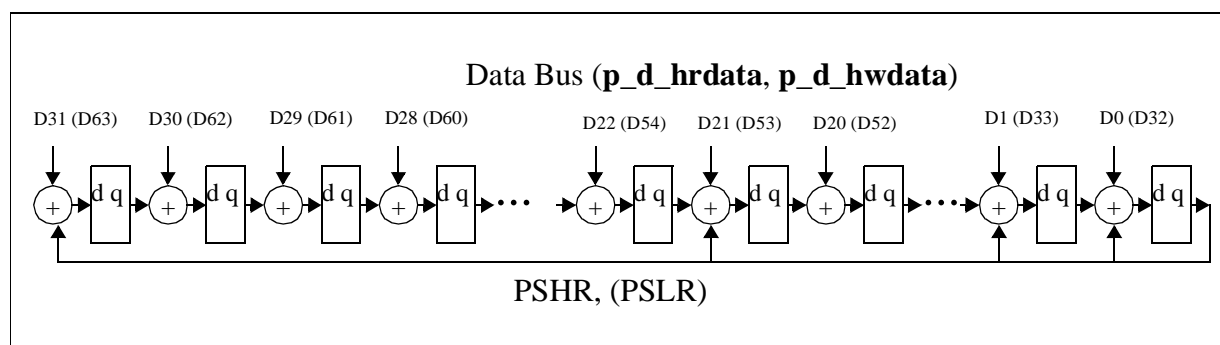 Data Bus (p_d_hrdata, p_d_hwdata)
D31 (D63) D30 (D62) D29 (D61) D28 (D60) D22 (D54) D21 (D53) D20 (D52) D1 (D33) D0 (D32)
+ d q + d q + d q + d q ••• + d q + d q + d q ••• + d q + d q
PSHR, (PSLR)